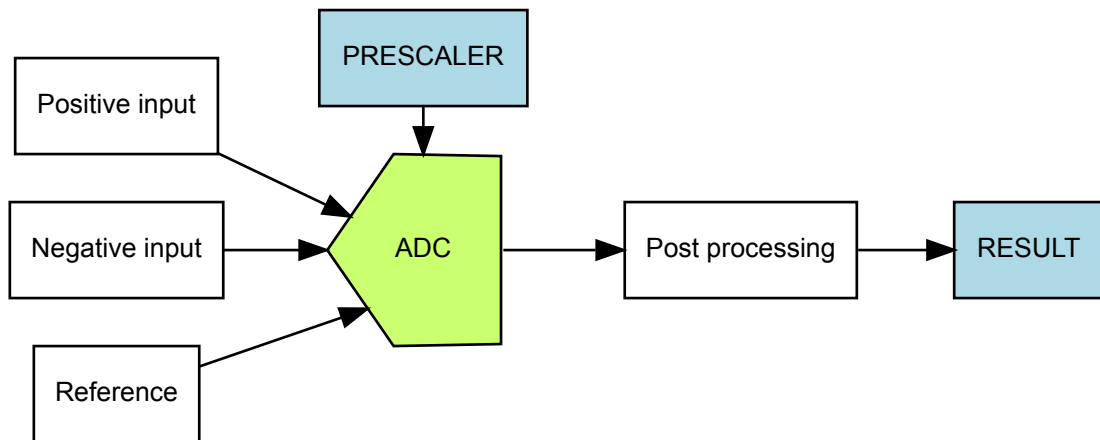 PRESCALER
Positive input
Negative input
ADC
Post processing
RESULT
Reference